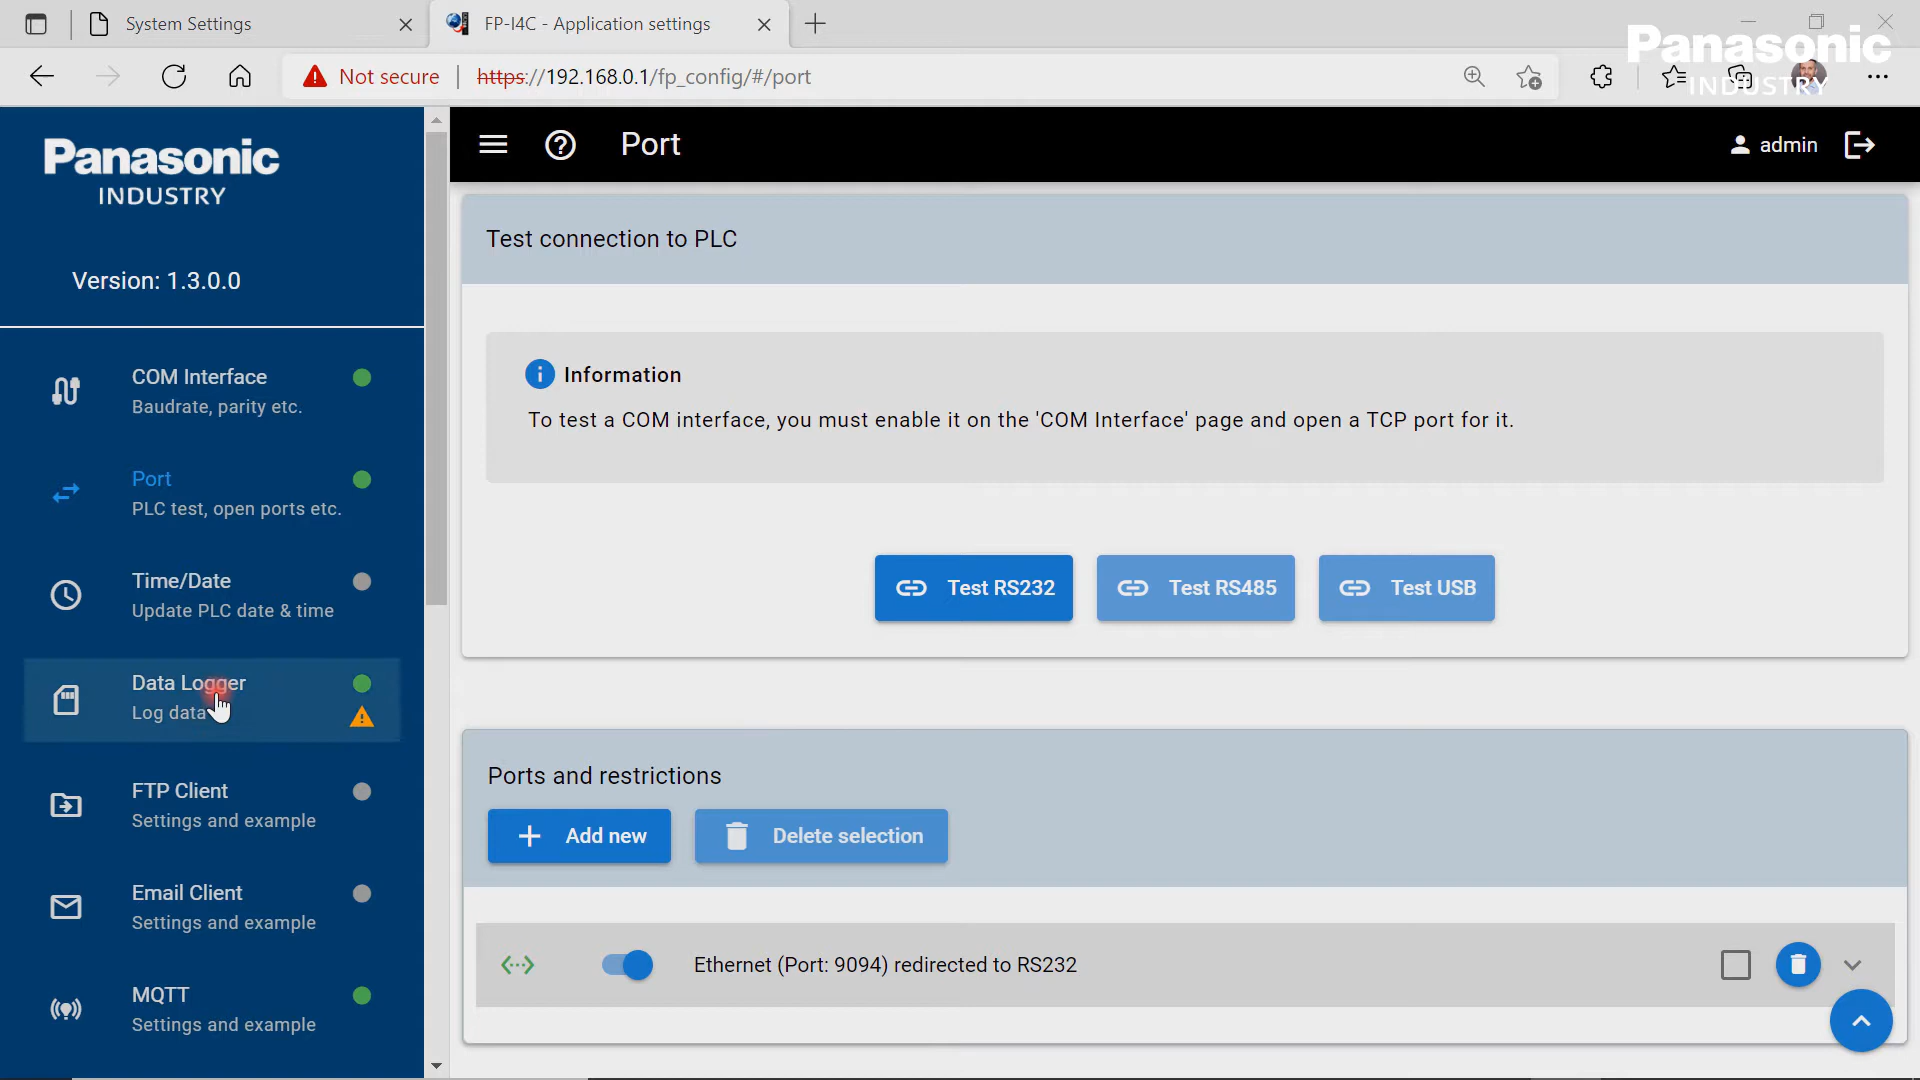 System Settings
FP-I4C - Application settings
Panasonic
INDUSTRY
Not secure
https://192.168.0.1/fp_config/#/port
Panasonic
INDUSTRY
Version: 1.3.0.0
COM Interface
Baudrate, parity etc.
Port
PLC test, open ports etc.
Time/Date
Update PLC date & time
Data Logger
Log data
FTP Client
Settings and example
Email Client
Settings and example
MQTT
Settings and example
Port
admin
Test connection to PLC
Information
To test a COM interface, you must enable it on the 'COM Interface' page and open a TCP port for it.
Test RS232
Test RS485
Test USB
Ports and restrictions
Add new
Delete selection
Ethernet (Port: 9094) redirected to RS232